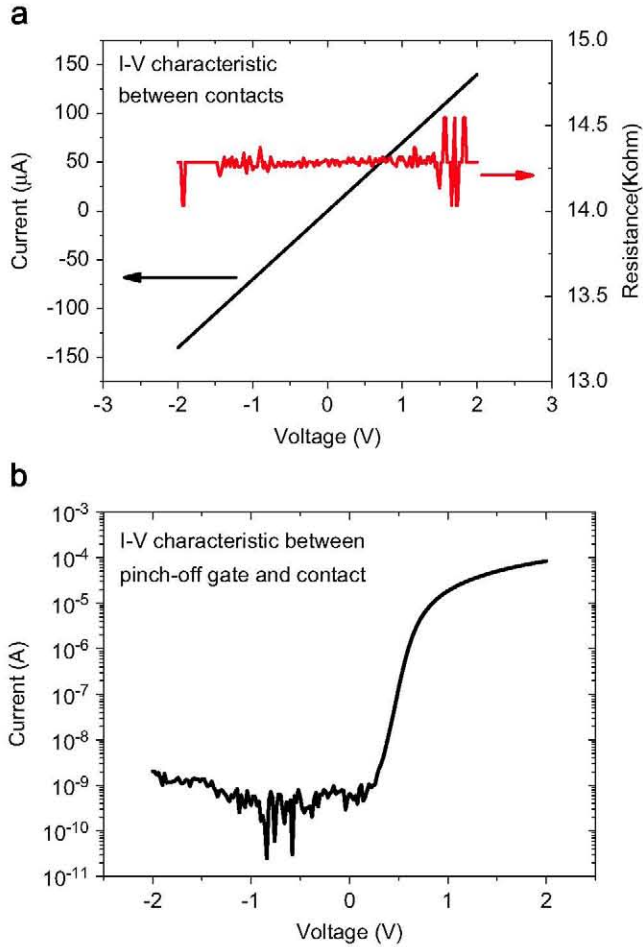 a
I-V characteristic
between contacts
150
100
50
0
-50
-100
-150
Current (μA)
15.0
14.5
14.0
13.5
13.0
Resistance(Kohm)
-3 -2 -1 0 1 2 3
Voltage (V)
b
I-V characteristic between
pinch-off gate and contact
10⁻³
10⁻⁴
10⁻⁵
10⁻⁶
10⁻⁷
10⁻⁸
10⁻⁹
10⁻¹⁰
10⁻¹¹
Current (A)
-2 -1 0 1 2
Voltage (V)